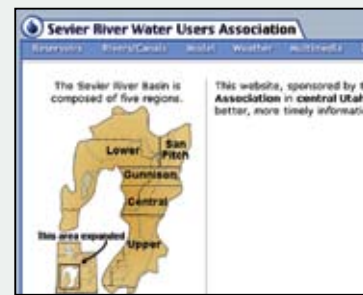 Sevier River Water Users Association
Reservoirs Rivers/Canals Model Weather Multimedia
The Sevier River Basin is
composed of five regions.
This website, sponsored by t
Association in central Utah
better, more timely informati
Lower
San
Pitch
Gunnison
Central
Upper
This area expanded